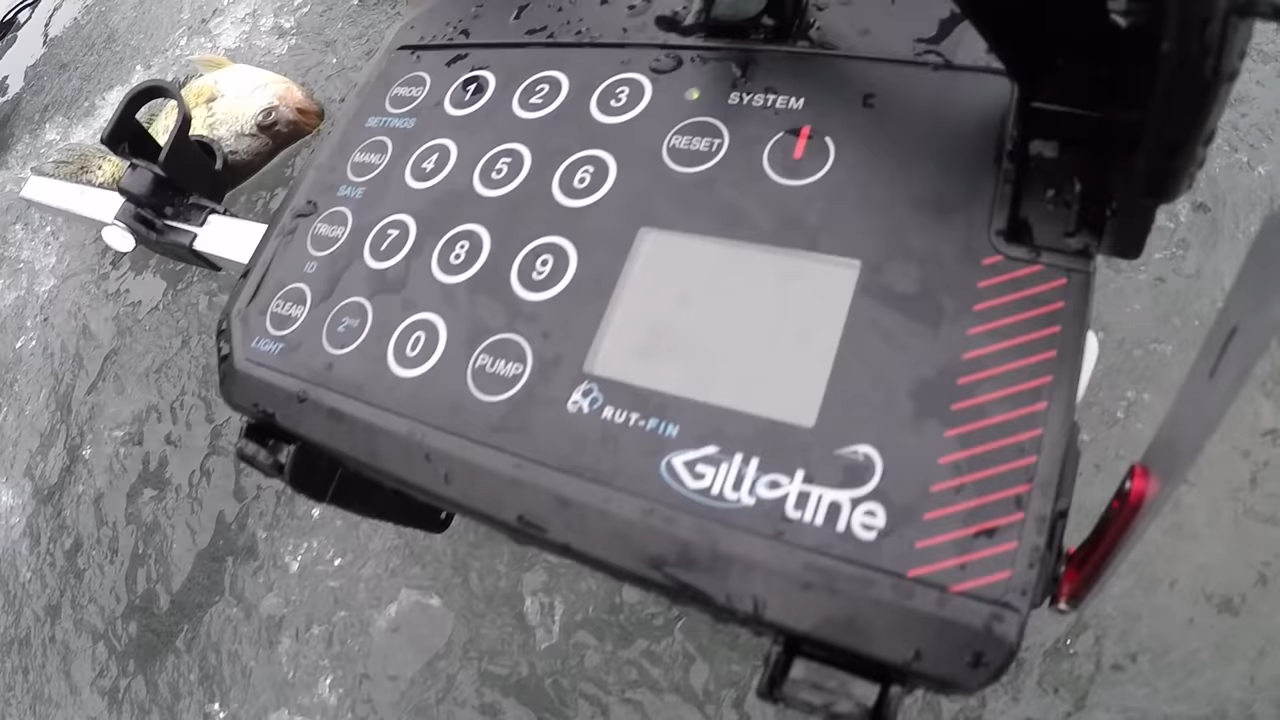 PROG 1 2 3 SYSTEM
SETTINGS
MANU 4 5 6 RESET
SAVE
TRIGR 7 8 9
ID
CLEAR 2nd 0 PUMP
LIGHT
RUT-FIN
Gillotine